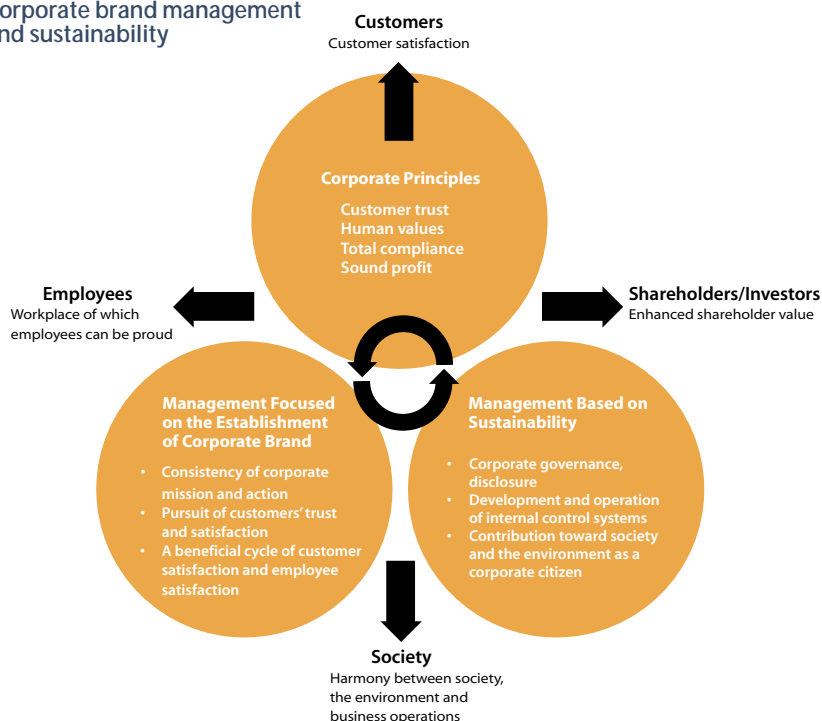 orporate brand management
nd sustainability
Customers
Customer satisfaction
Corporate Principles
Customer trust
Human values
Total compliance
Sound profit
Employees
Workplace of which
employees can be proud
Shareholders/Investors
Enhanced shareholder value
Management Focused
on the Establishment
of Corporate Brand
• Consistency of corporate
mission and action
• Pursuit of customers’ trust
and satisfaction
• A beneficial cycle of customer
satisfaction and employee
satisfaction
Management Based on
Sustainability
• Corporate governance,
disclosure
• Development and operation
of internal control systems
• Contribution toward society
and the environment as a
corporate citizen
Society
Harmony between society,
the environment and
business operations